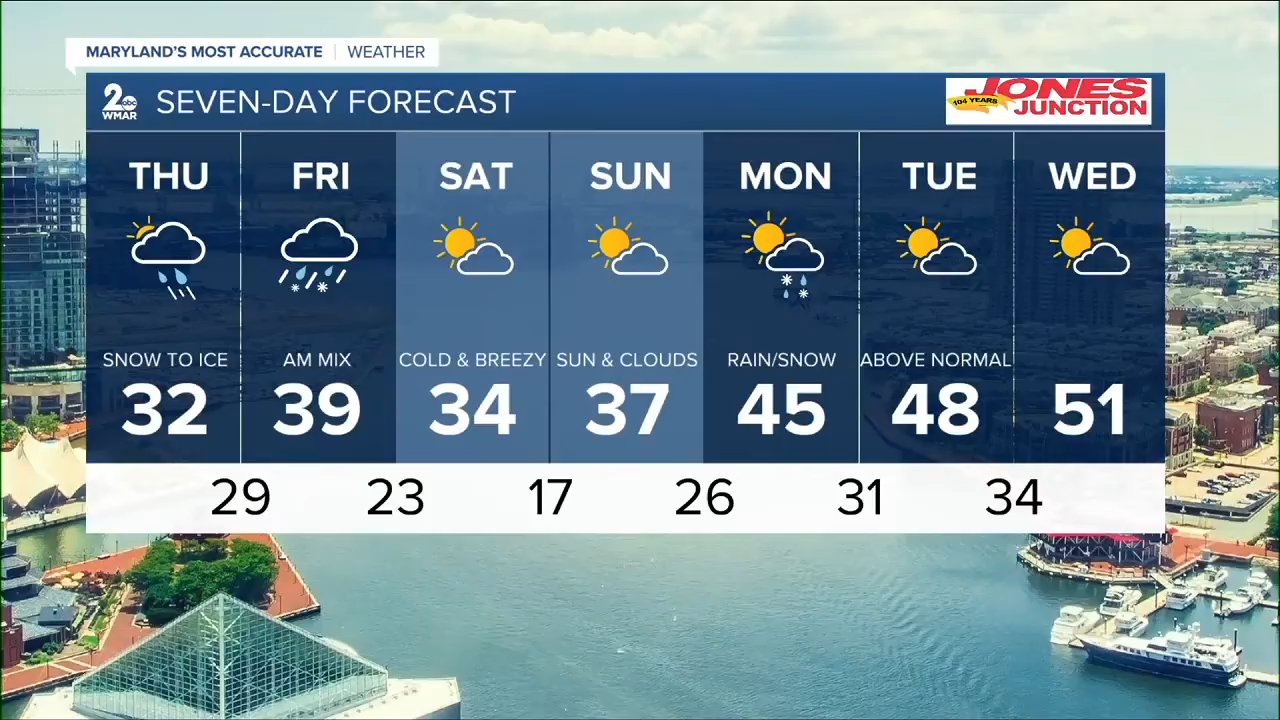 MARYLAND'S MOST ACCURATE | WEATHER
2 abc WMAR
SEVEN-DAY FORECAST
104 YEARS
JONES
JUNCTION
THU FRI SAT SUN MON TUE WED
SNOW TO ICE AM MIX COLD & BREEZY SUN & CLOUDS RAIN/SNOW ABOVE NORMAL
32 39 34 37 45 48 51
29 23 17 26 31 34